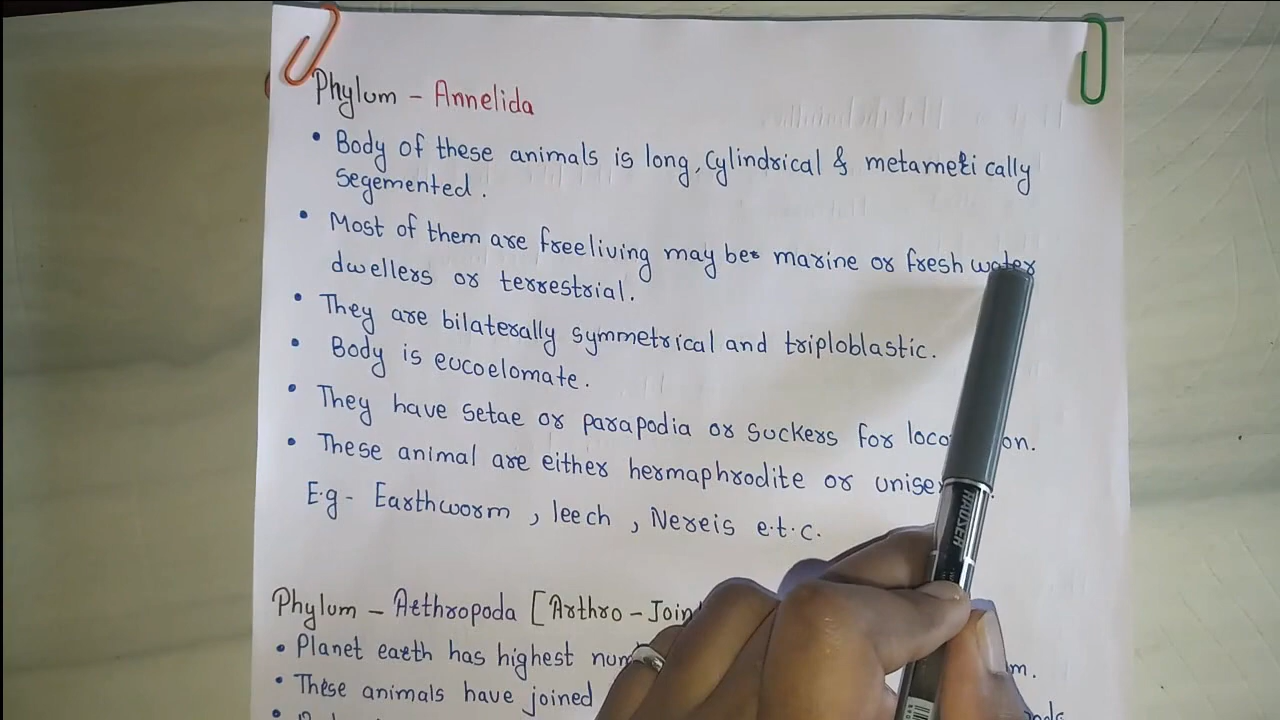 Phylum - Annelida
• Body of these animals is long, Cylindrical & metamerically
Segemented.
• Most of them are freeliving may be marine or fresh water
dwellers or terrestrial.
• They are bilaterally symmetrical and triploblastic.
• Body is eucoelomate.
• They have Setae or parapodia or suckers for
• These animal are either hermaphrodite or
E.g - Earthworm, leech, Nereis e.t.c.
Phylum - Arthropoda [Arthro - Join
• Planet earth has highest
• These animals have joined
HAUSER